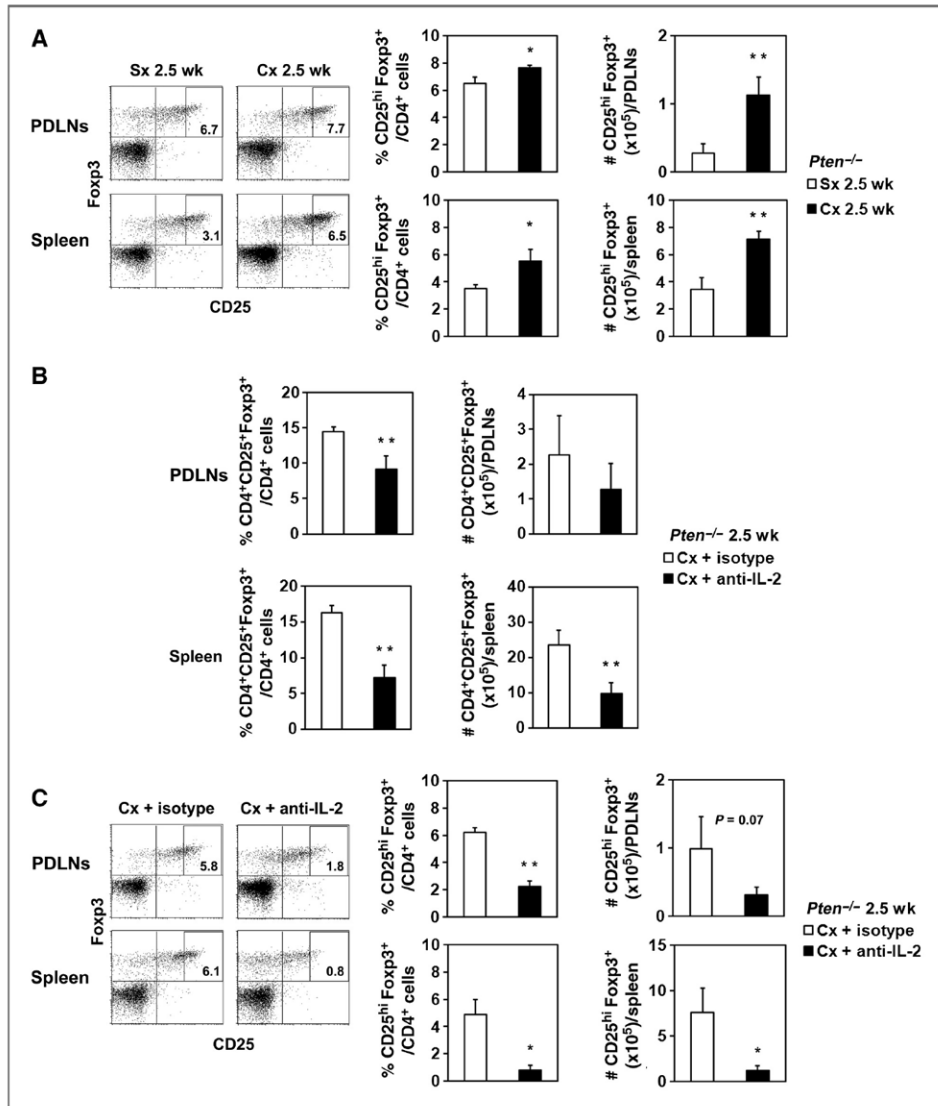 A
Sx 2.5 wk
Cx 2.5 wk
PDLNs
6.7
7.7
Spleen
3.1
6.5
Foxp3
CD25
% CD25hi Foxp3+
/CD4+ cells
10
8
6
4
2
0
*
# CD25hi Foxp3+
(x10⁵)/PDLNs
2
1
0
* *
% CD25hi Foxp3+
/CD4+ cells
10
8
6
4
2
0
*
# CD25hi Foxp3+
(x10⁵)/spleen
10
8
6
4
2
0
* *
Pten−/−
Sx 2.5 wk
Cx 2.5 wk
B
PDLNs
% CD4+CD25+Foxp3+
/CD4+ cells
20
15
10
5
0
* *
# CD4+CD25+Foxp3+
(x10⁵)/PDLNs
4
3
2
1
0
Spleen
% CD4+CD25+Foxp3+
/CD4+ cells
20
15
10
5
0
* *
# CD4+CD25+Foxp3+
(x10⁵)/spleen
40
30
20
10
0
* *
Pten−/− 2.5 wk
Cx + isotype
Cx + anti-IL-2
C
Cx + isotype
Cx + anti-IL-2
PDLNs
5.8
1.8
Spleen
6.1
0.8
Foxp3
CD25
% CD25hi Foxp3+
/CD4+ cells
10
8
6
4
2
0
* *
# CD25hi Foxp3+
(x10⁵)/PDLNs
2
1
0
P = 0.07
% CD25hi Foxp3+
/CD4+ cells
10
8
6
4
2
0
*
# CD25hi Foxp3+
(x10⁵)/spleen
15
10
5
0
*
Pten−/− 2.5 wk
Cx + isotype
Cx + anti-IL-2